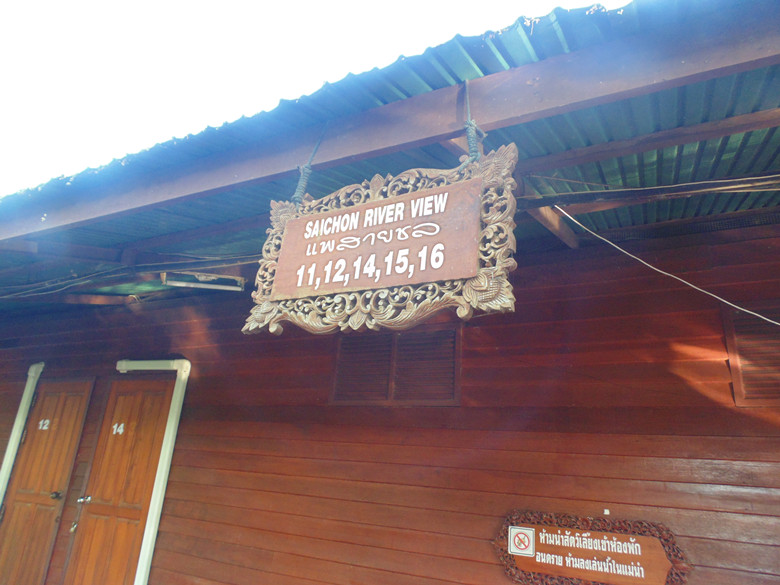 SAICHON RIVER VIEW
แพสายชล
11,12,14,15,16
12
14
ห้ามนำสัตว์เลี้ยงเข้าห้องพัก
อันตราย ห้ามลงเล่นน้ำในแม่น้ำ